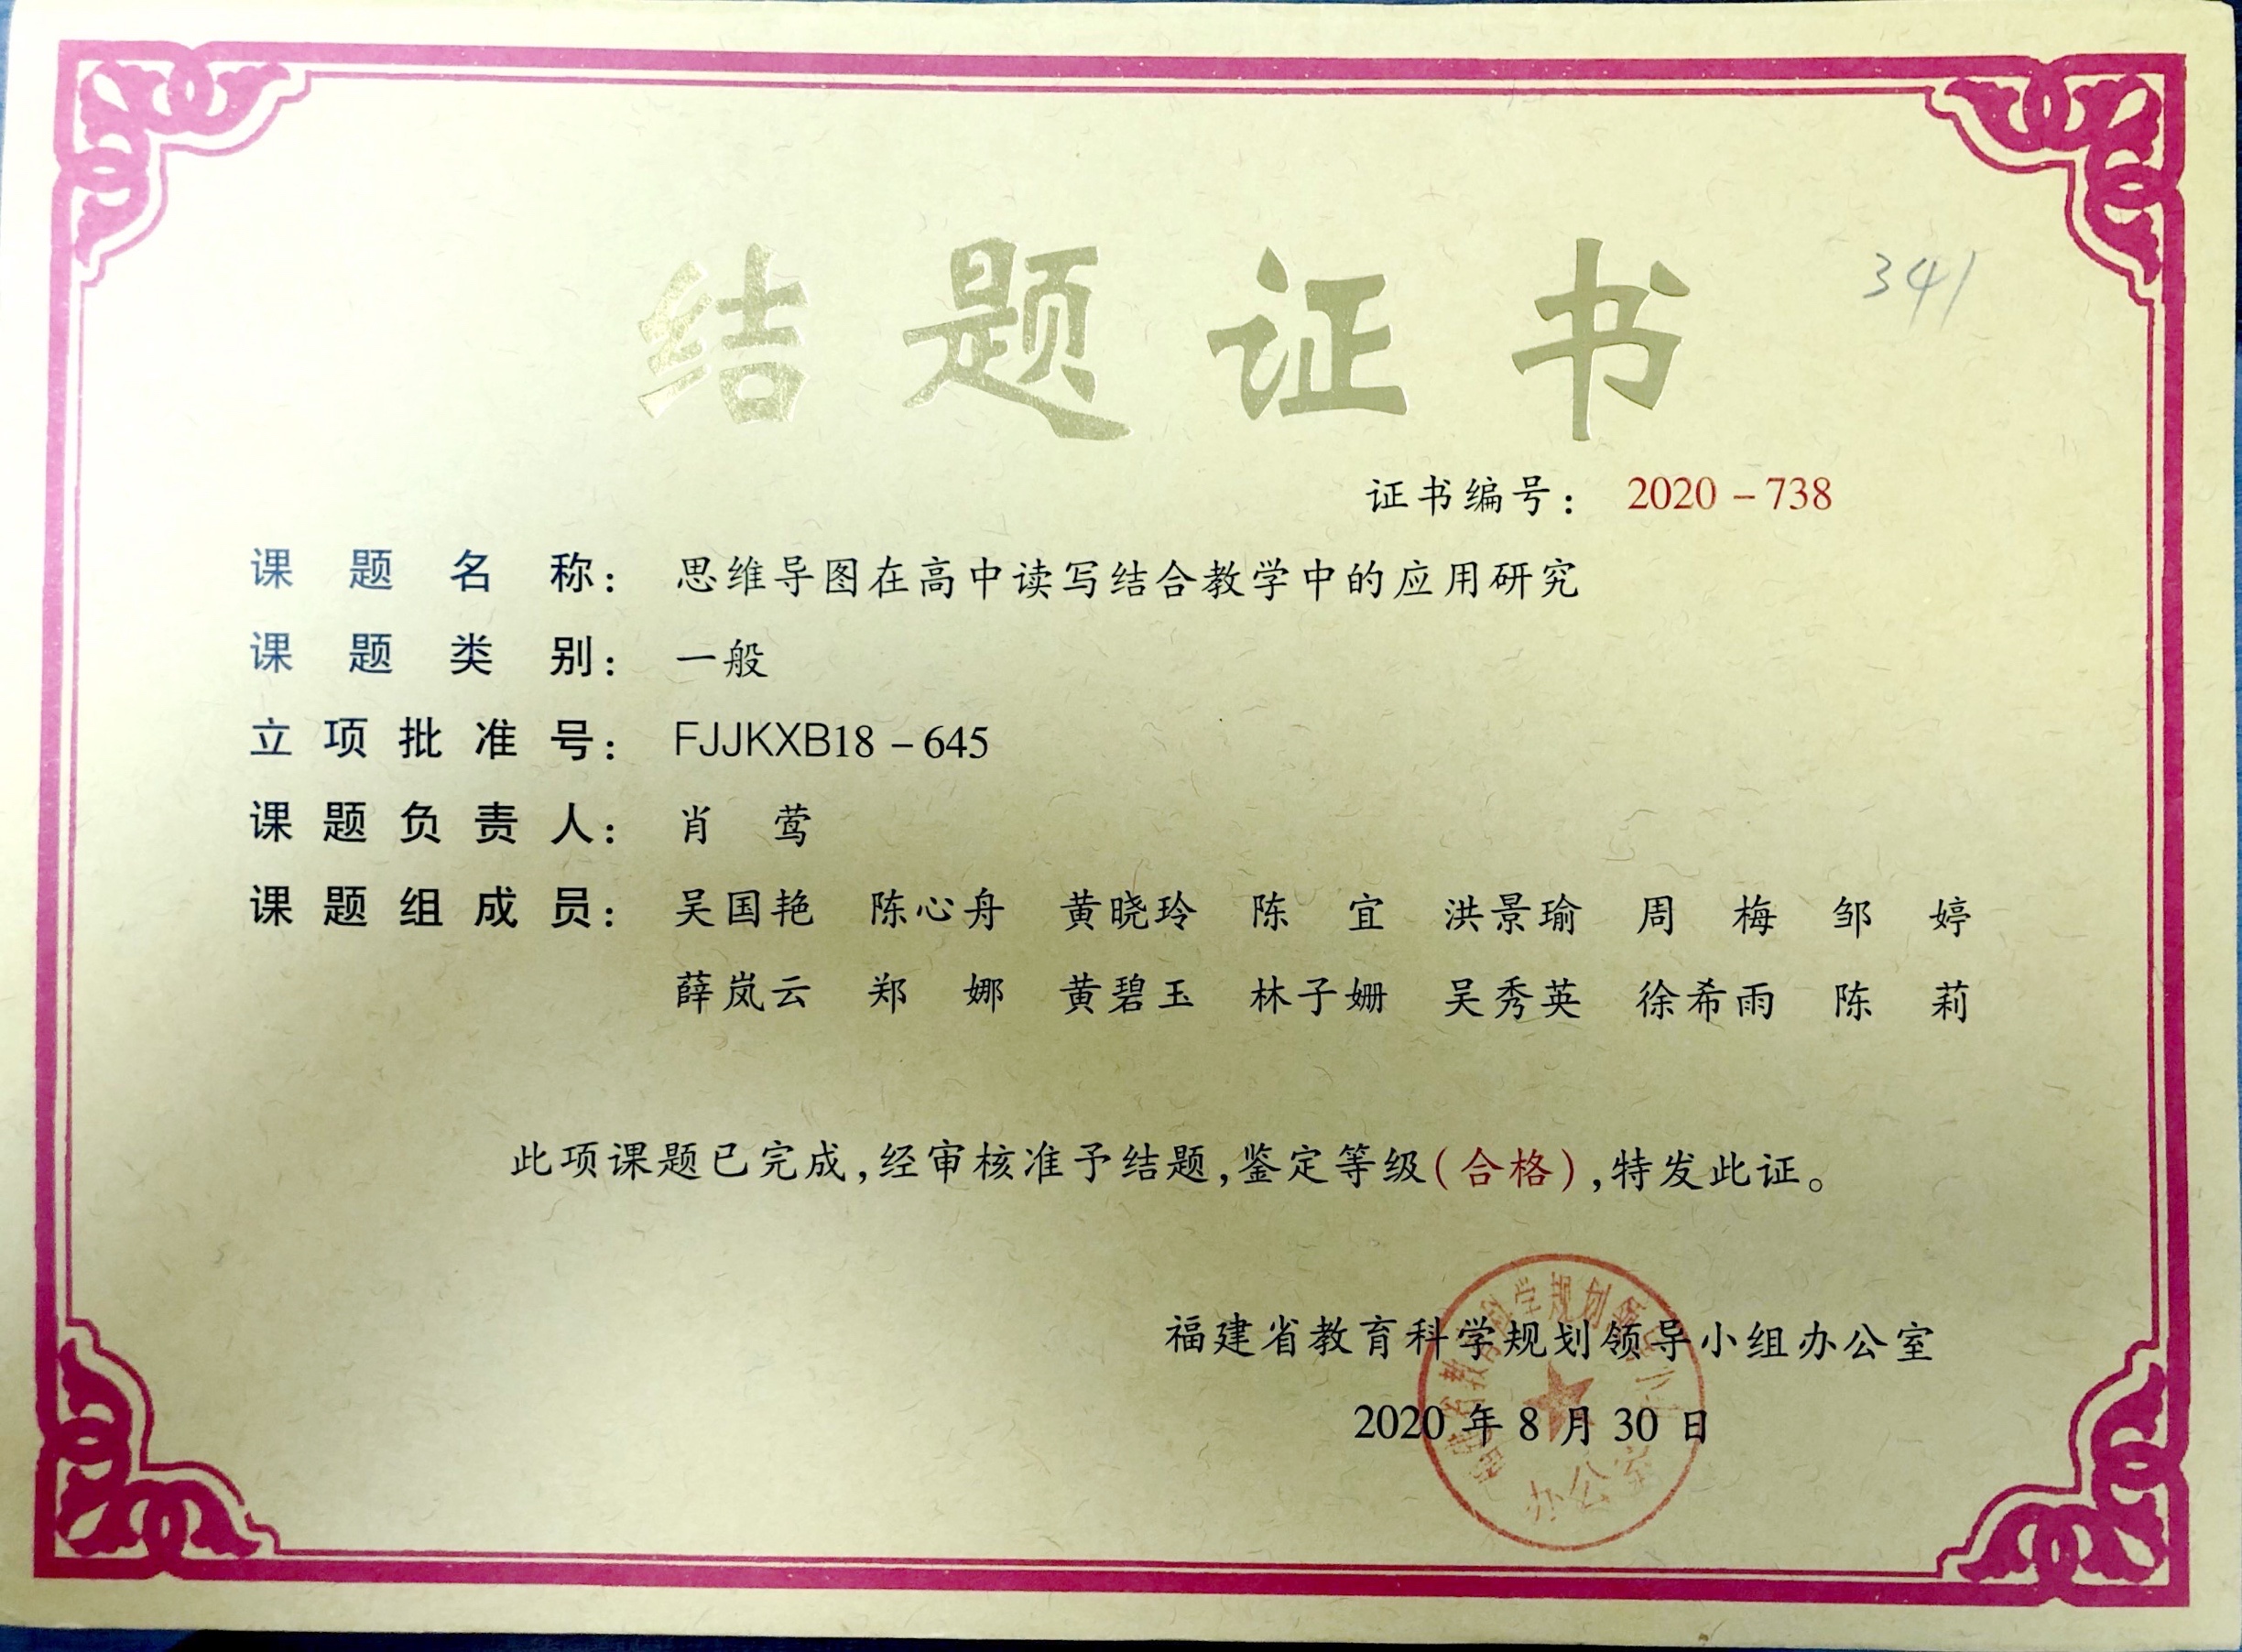 结题证书
341
证书编号： 2020－738
课题名称： 思维导图在高中读写结合教学中的应用研究
课题类别： 一般
立项批准号： FJJKXB18－645
课题负责人： 肖 莺
课题组成员： 吴国艳 陈心舟 黄晓玲 陈 宜 洪景瑜 周 梅 邹 婷
薛岚云 郑 娜 黄碧玉 林子姗 吴秀英 徐希雨 陈 莉
此项课题已完成,经审核准予结题,鉴定等级(合格),特发此证。
福建省教育科学规划领导小组办公室
2020 年 8 月 30 日
办公室